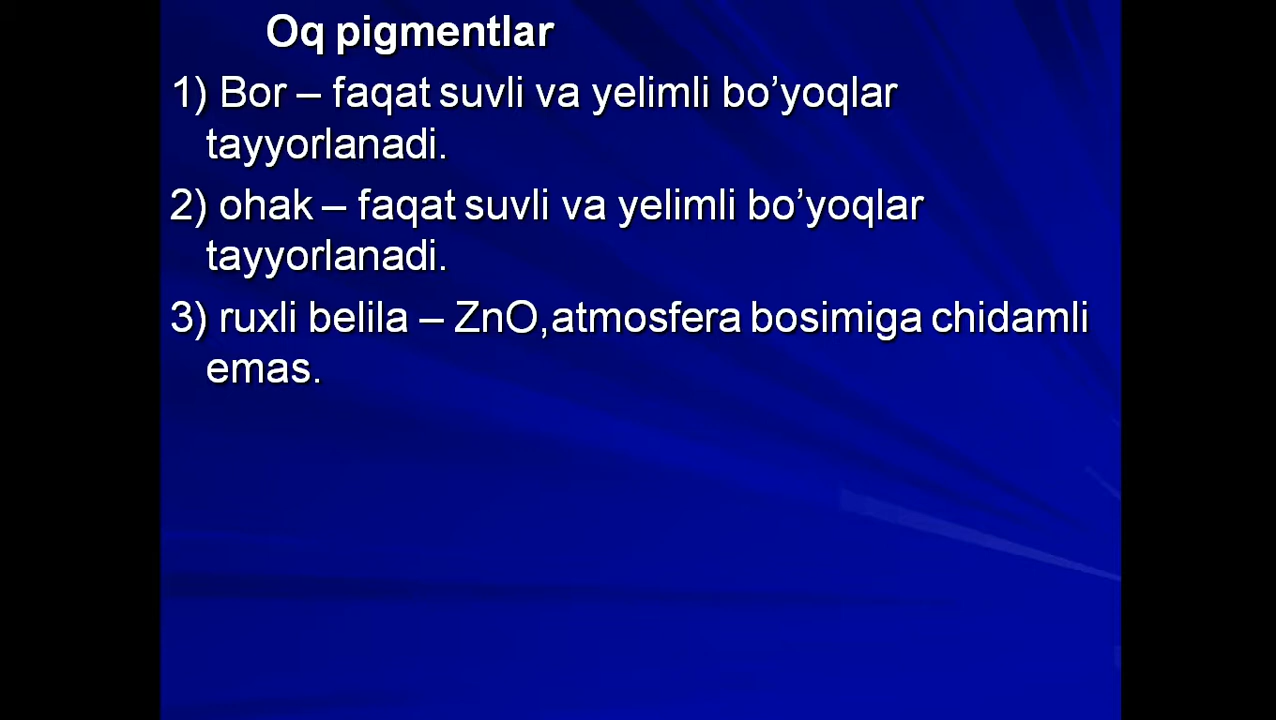 Oq pigmentlar
1) Bor – faqat suvli va yelimli bo’yoqlar
tayyorlanadi.
2) ohak – faqat suvli va yelimli bo’yoqlar
tayyorlanadi.
3) ruxli belila – ZnO,atmosfera bosimiga chidamli
emas.